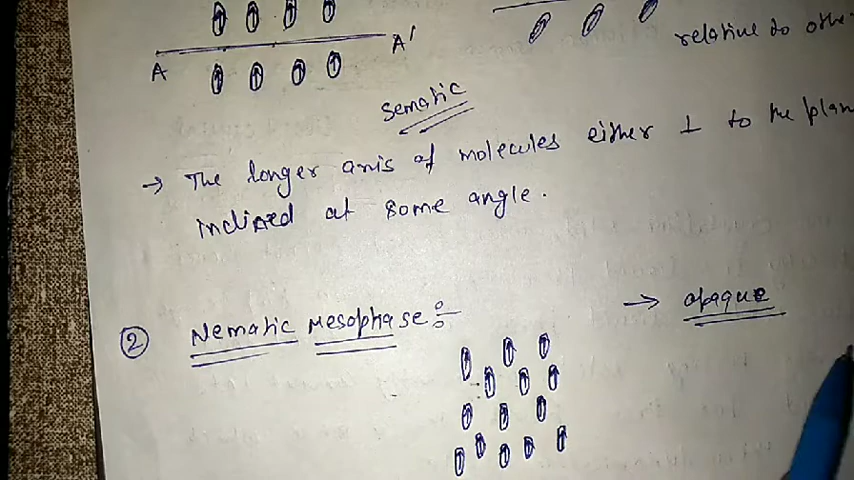 A A'
relative to othe
Sematic
→ The longer axis of molecules either ⊥ to the plan
inclined at some angle.
② Nematic Mesophase :- → opaque